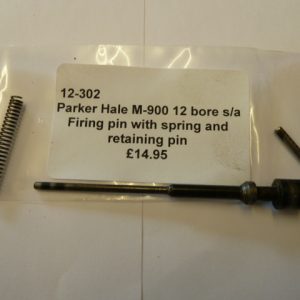 12-302
Parker Hale M-900 12 bore s/a
Firing pin with spring and
retaining pin
£14.95